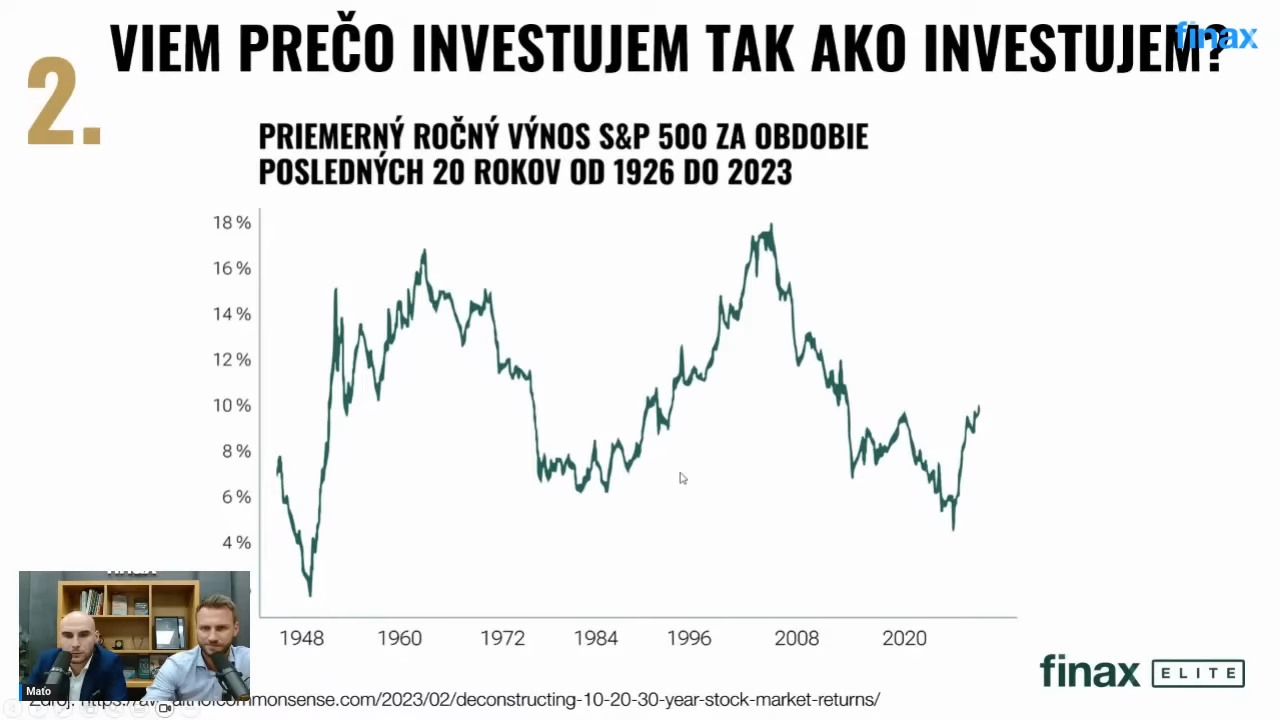 VIEM PREČO INVESTUJEM TAK AKO INVESTUJEM?
finax
2.
PRIEMERNÝ ROČNÝ VÝNOS S&P 500 ZA OBDOBIE
POSLEDNÝCH 20 ROKOV OD 1926 DO 2023
18 %
16 %
14 %
12 %
10 %
8 %
6 %
4 %
1948 1960 1972 1984 1996 2008 2020
finax ELITE
Maťo
commonsense.com/2023/02/deconstructing-10-20-30-year-stock-market-returns/